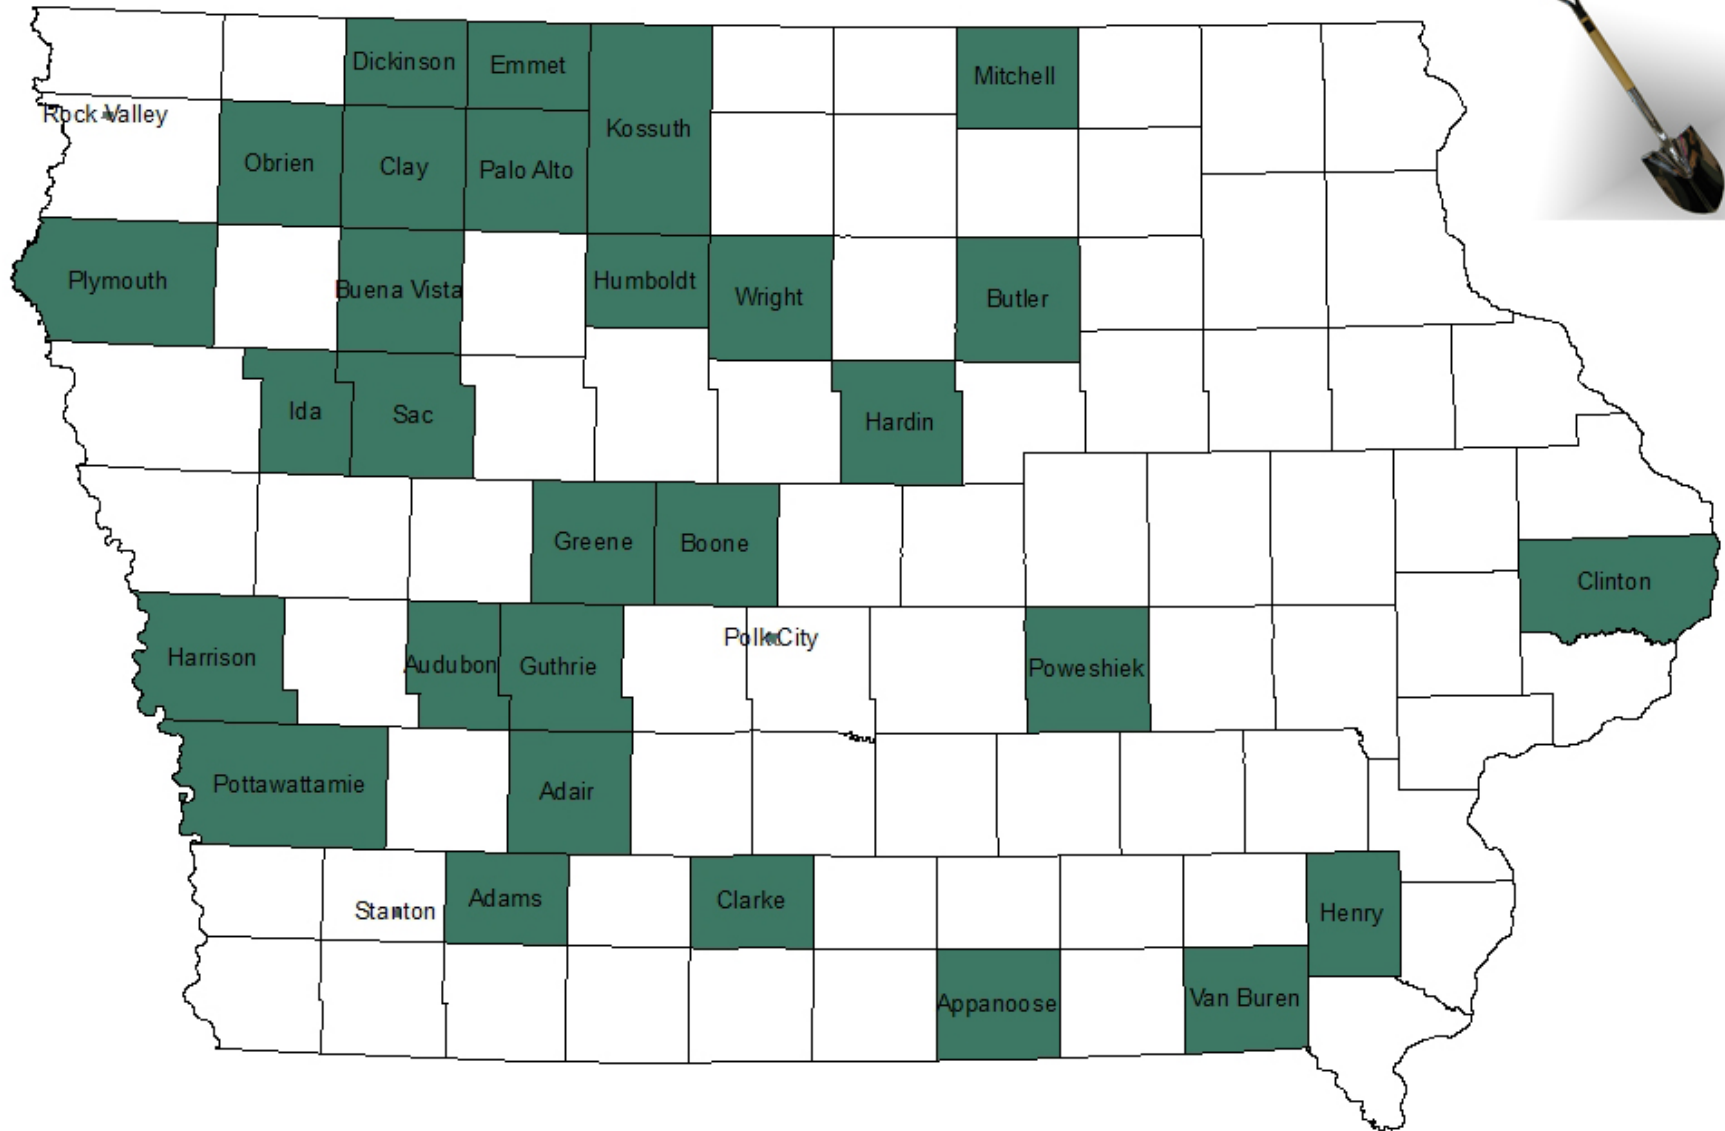 Dickinson
Emmet
Mitchell
Rock Valley
Kossuth
Obrien
Clay
Palo Alto
Plymouth
Buena Vista
Humboldt
Wright
Butler
Ida
Sac
Hardin
Greene
Boone
Clinton
Polk City
Harrison
Audubon
Guthrie
Poweshiek
Pottawattamie
Adair
Stanton
Adams
Clarke
Henry
Appanoose
Van Buren